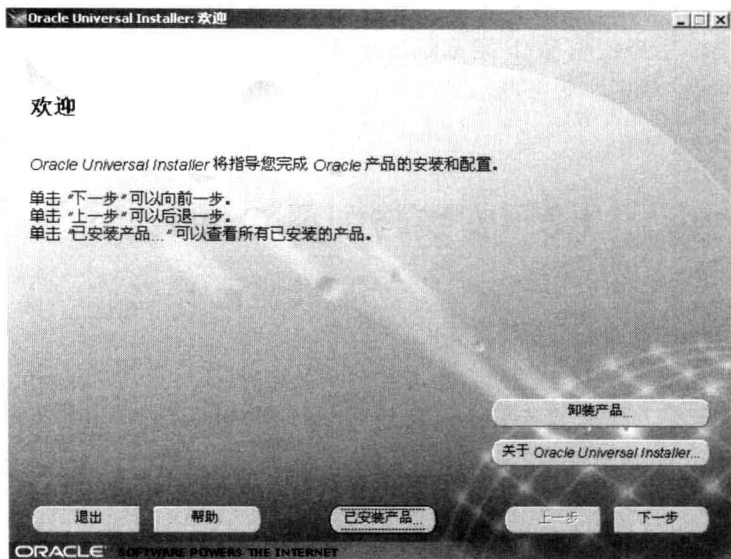 Oracle Universal Installer: 欢迎
欢迎
Oracle Universal Installer 将指导您完成 Oracle 产品的安装和配置。
单击 "下一步" 可以向前一步。
单击 "上一步" 可以后退一步。
单击 "已安装产品..." 可以查看所有已安装的产品。
卸装产品...
关于 Oracle Universal Installer...
退出 帮助 已安装产品... 上一步 下一步
ORACLE SOFTWARE POWERS THE INTERNET